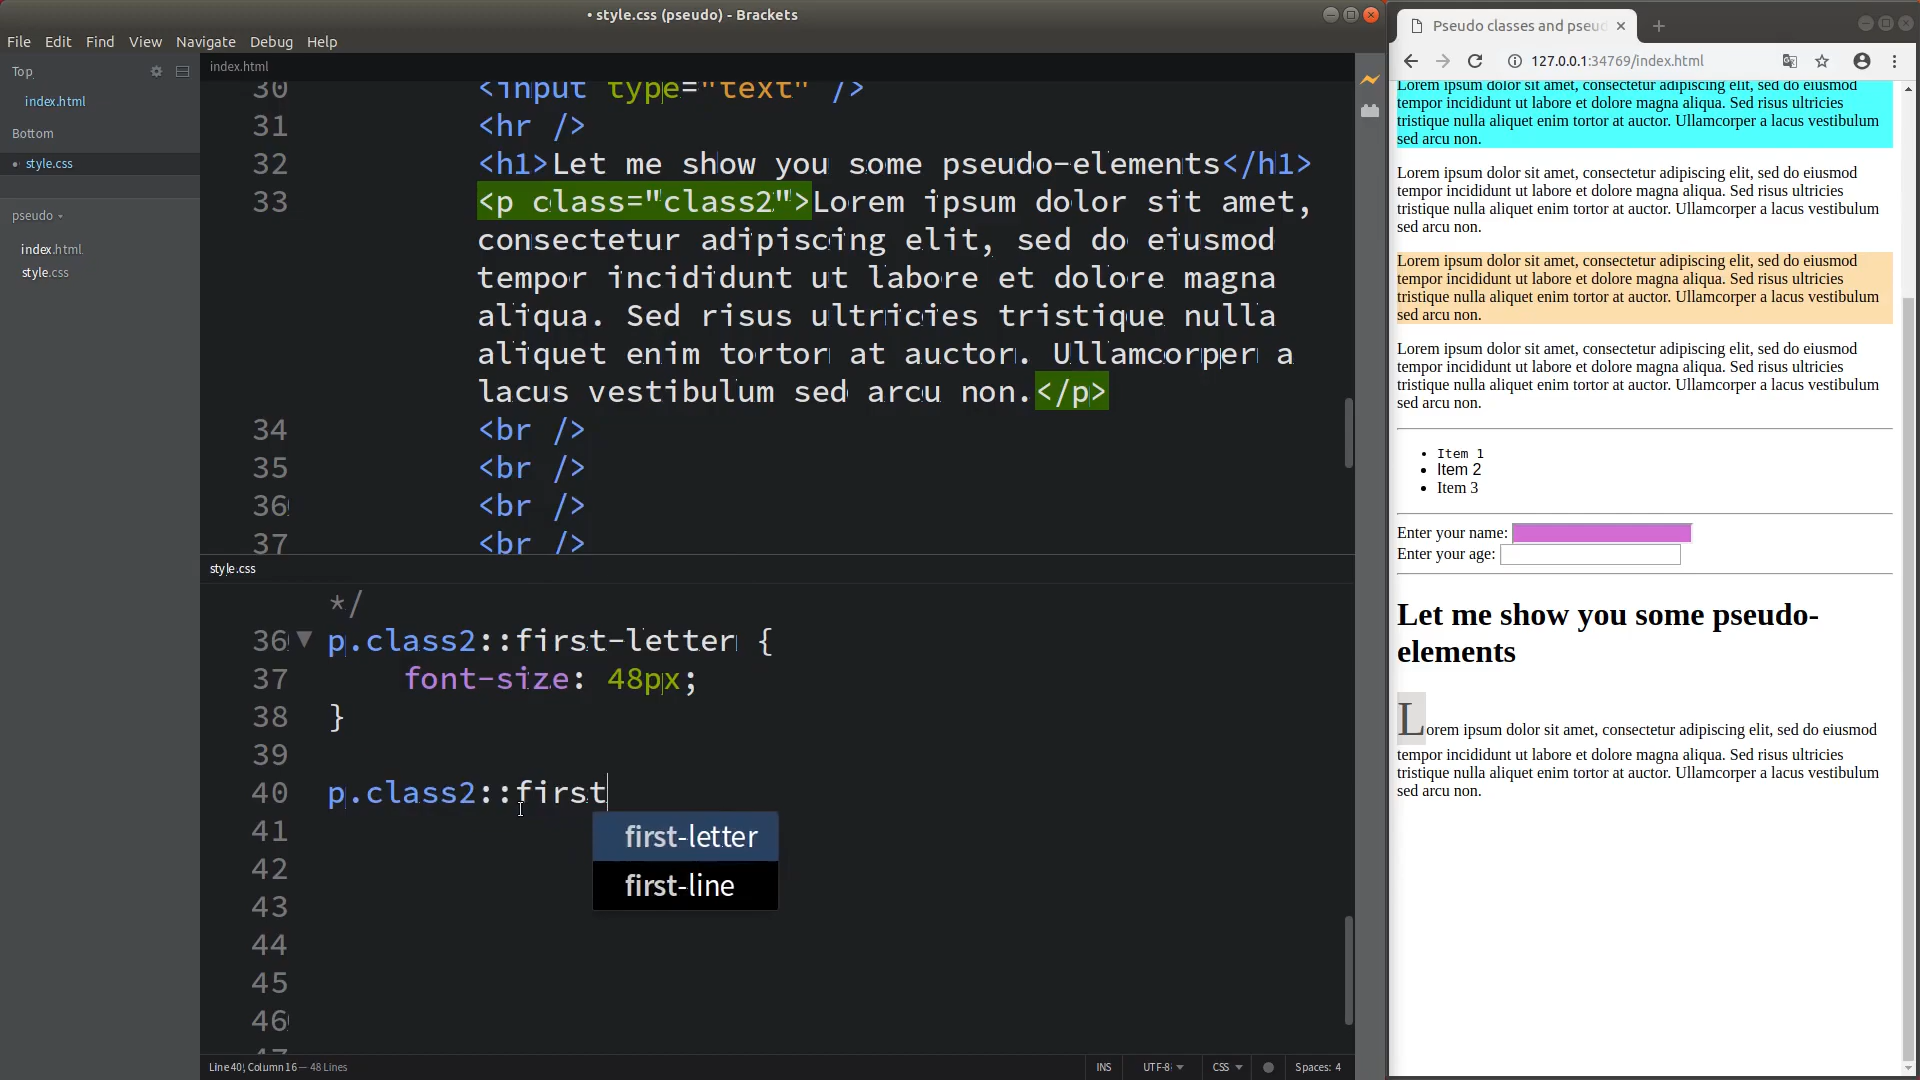 • style.css (pseudo) - Brackets
File Edit Find View Navigate Debug Help
Top
index.html
Bottom
• style.css
pseudo
index.html
style.css
index.html
30 <input type="text" />
31 <hr />
32 <h1>Let me show you some pseudo-elements</h1>
33 <p class="class2">Lorem ipsum dolor sit amet,
consectetur adipiscing elit, sed do eiusmod
tempor incididunt ut labore et dolore magna
aliqua. Sed risus ultricies tristique nulla
aliquet enim tortor at auctor. Ullamcorper a
lacus vestibulum sed arcu non.</p>
34 <br />
35 <br />
36 <br />
37 <br />
style.css
*/
36 p.class2::first-letter {
37 font-size: 48px;
38 }
39
40 p.class2::first
first-letter
first-line
41
42
43
44
45
46
47
Line 40, Column 16 — 48 Lines
INS UTF-8 CSS Spaces: 4
Pseudo classes and pseud
127.0.0.1:34769/index.html
Lorem ipsum dolor sit amet, consectetur adipiscing elit, sed do eiusmod
tempor incididunt ut labore et dolore magna aliqua. Sed risus ultricies
tristique nulla aliquet enim tortor at auctor. Ullamcorper a lacus vestibulum
sed arcu non.
Lorem ipsum dolor sit amet, consectetur adipiscing elit, sed do eiusmod
tempor incididunt ut labore et dolore magna aliqua. Sed risus ultricies
tristique nulla aliquet enim tortor at auctor. Ullamcorper a lacus vestibulum
sed arcu non.
Lorem ipsum dolor sit amet, consectetur adipiscing elit, sed do eiusmod
tempor incididunt ut labore et dolore magna aliqua. Sed risus ultricies
tristique nulla aliquet enim tortor at auctor. Ullamcorper a lacus vestibulum
sed arcu non.
Lorem ipsum dolor sit amet, consectetur adipiscing elit, sed do eiusmod
tempor incididunt ut labore et dolore magna aliqua. Sed risus ultricies
tristique nulla aliquet enim tortor at auctor. Ullamcorper a lacus vestibulum
sed arcu non.
• Item 1
• Item 2
• Item 3
Enter your name:
Enter your age:
Let me show you some pseudo-
elements
Lorem ipsum dolor sit amet, consectetur adipiscing elit, sed do eiusmod
tempor incididunt ut labore et dolore magna aliqua. Sed risus ultricies
tristique nulla aliquet enim tortor at auctor. Ullamcorper a lacus vestibulum
sed arcu non.